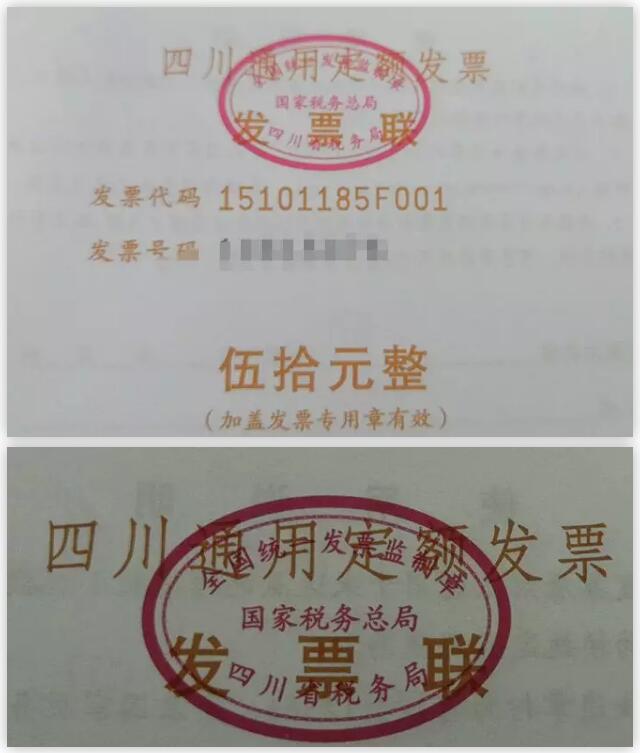 四川通用定额发票
全国统一发票监制章
国家税务总局
发票联
四川省税务局
发票代码 15101185F001
发票号码
伍拾元整
(加盖发票专用章有效)
四川通用定额发票
全国统一发票监制章
国家税务总局
发票联
四川省税务局